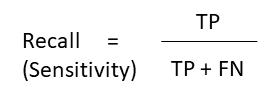 TP
Recall =
(Sensitivity) TP + FN